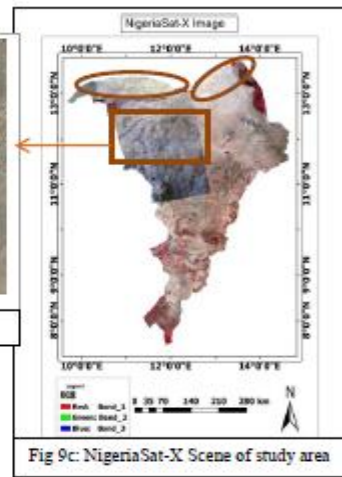 NigeriaSat-X Image
10°0'0"E 12°0'0"E 14°0'0"E
13°0'0"N
13°0'0"N
11°0'0"N
11°0'0"N
9°0'0"N
9°0'0"N
8°0'0"N
8°0'0"N
10°0'0"E 12°0'0"E 14°0'0"E
Legend
RGB
Red: Band_1
Green: Band_2
Blue: Band_3
0 35 70 140 210 280 km
N
Fig 9c: NigeriaSat-X Scene of study area